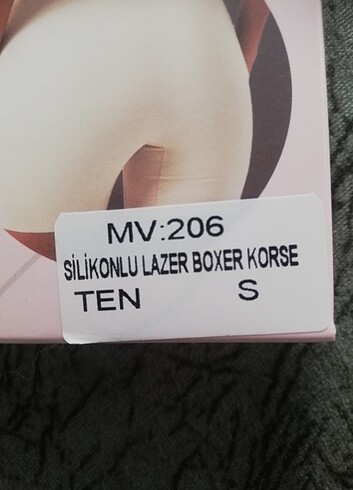 MV:206
SİLİKONLU LAZER BOXER KORSE
TEN S